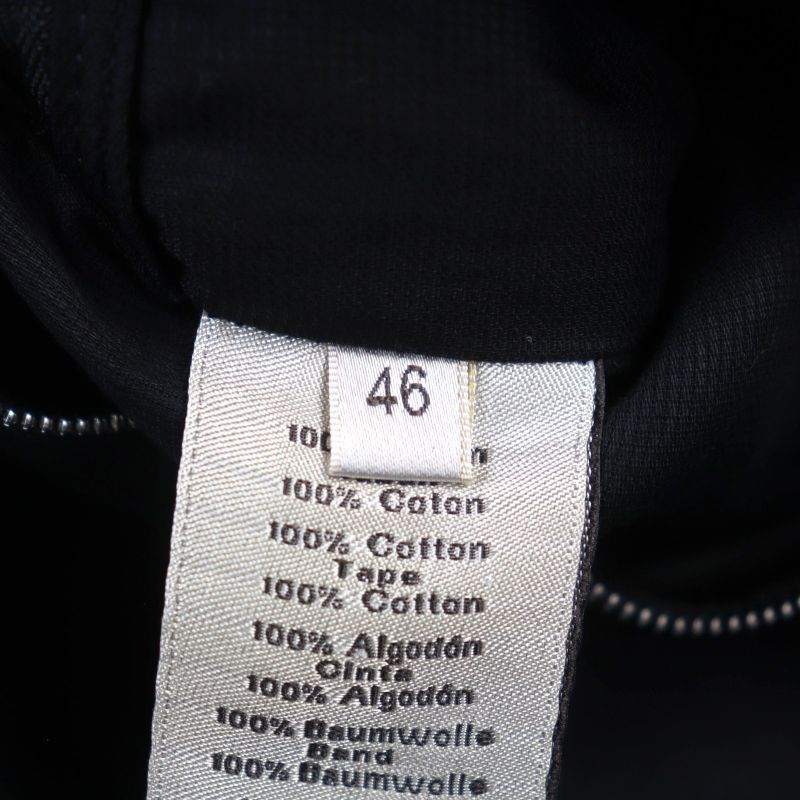 46
100% Coton
100% Cotton
Tape
100% Cotton
100% Algodón
Cinta
100% Algodón
100% Baumwolle
Band
100% Baumwolle